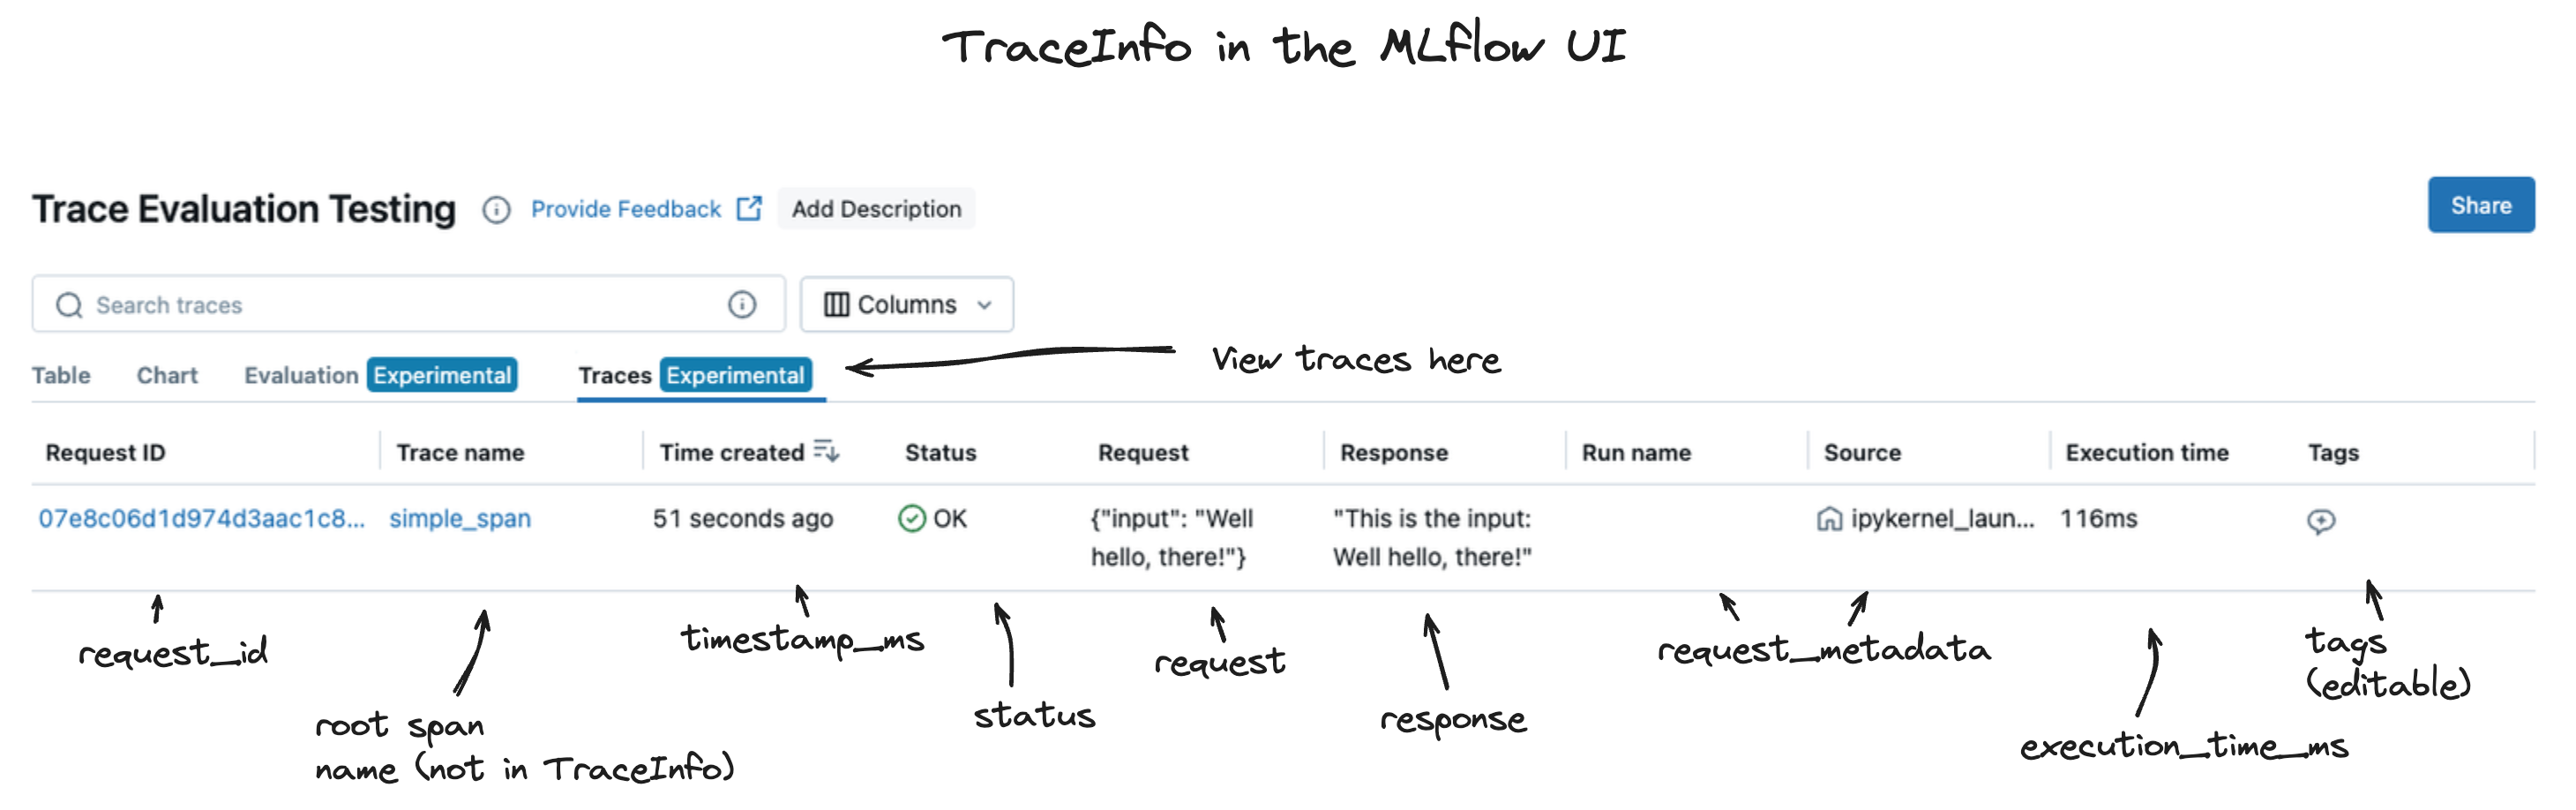 TraceInfo in the MLflow UI
Trace Evaluation Testing Provide Feedback Add Description Share
Search traces Columns
View traces here
Table Chart Evaluation Experimental Traces Experimental
Request ID Trace name Time created Status Request Response Run name Source Execution time Tags
07e8c06d1d974d3aac1c8... simple_span 51 seconds ago OK {"input": "Well "This is the input: ipykernel_laun... 116ms
hello, there!"} Well hello, there!"
request_id
root span
name (not in TraceInfo)
timestamp_ms
status
request
response
request_metadata
execution_time_ms
tags
(editable)